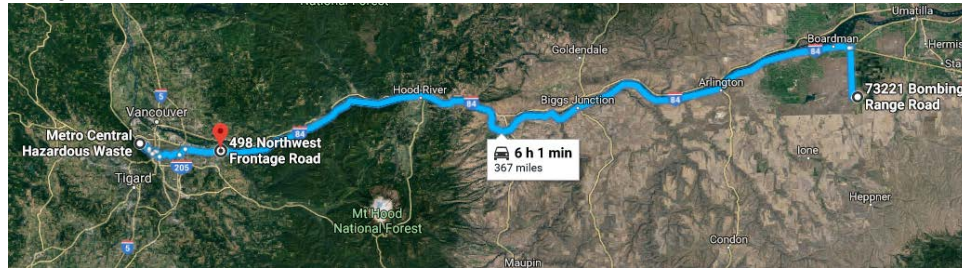 National Forest
Umatilla
Boardman
84
Hermis
Sta
Goldendale
5
Hood River
84
Arlington
84
Biggs Junction
73221 Bombing
Range Road
Vancouver
84
Metro Central
Hazardous Waste
498 Northwest
Frontage Road
205
Tigard
6 h 1 min
367 miles
Ione
Heppner
Mt Hood
National Forest
5
Condon
Maupin